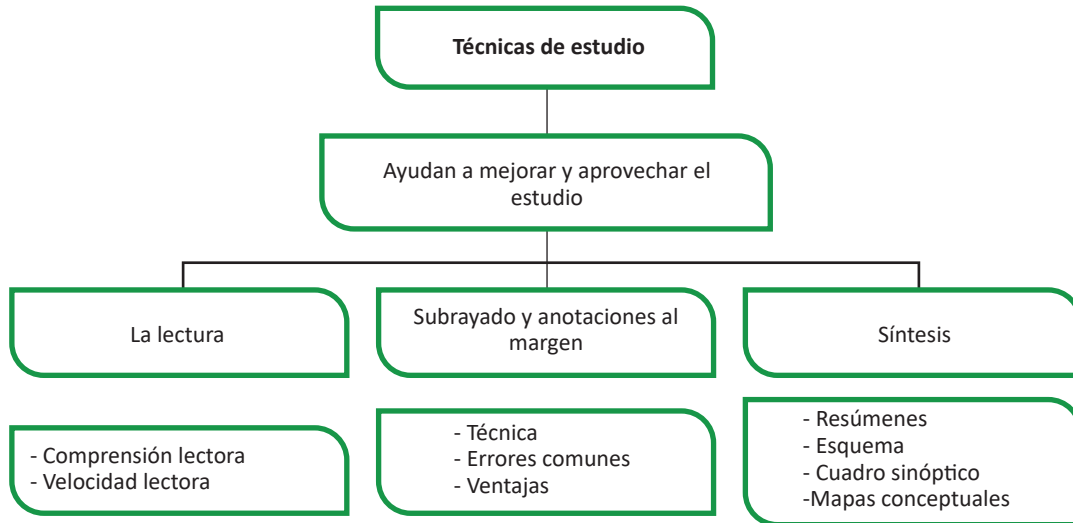 Técnicas de estudio
Ayudan a mejorar y aprovechar el
estudio
La lectura
Subrayado y anotaciones al
margen
Síntesis
- Comprensión lectora
- Velocidad lectora
- Técnica
- Errores comunes
- Ventajas
- Resúmenes
- Esquema
- Cuadro sinóptico
-Mapas conceptuales